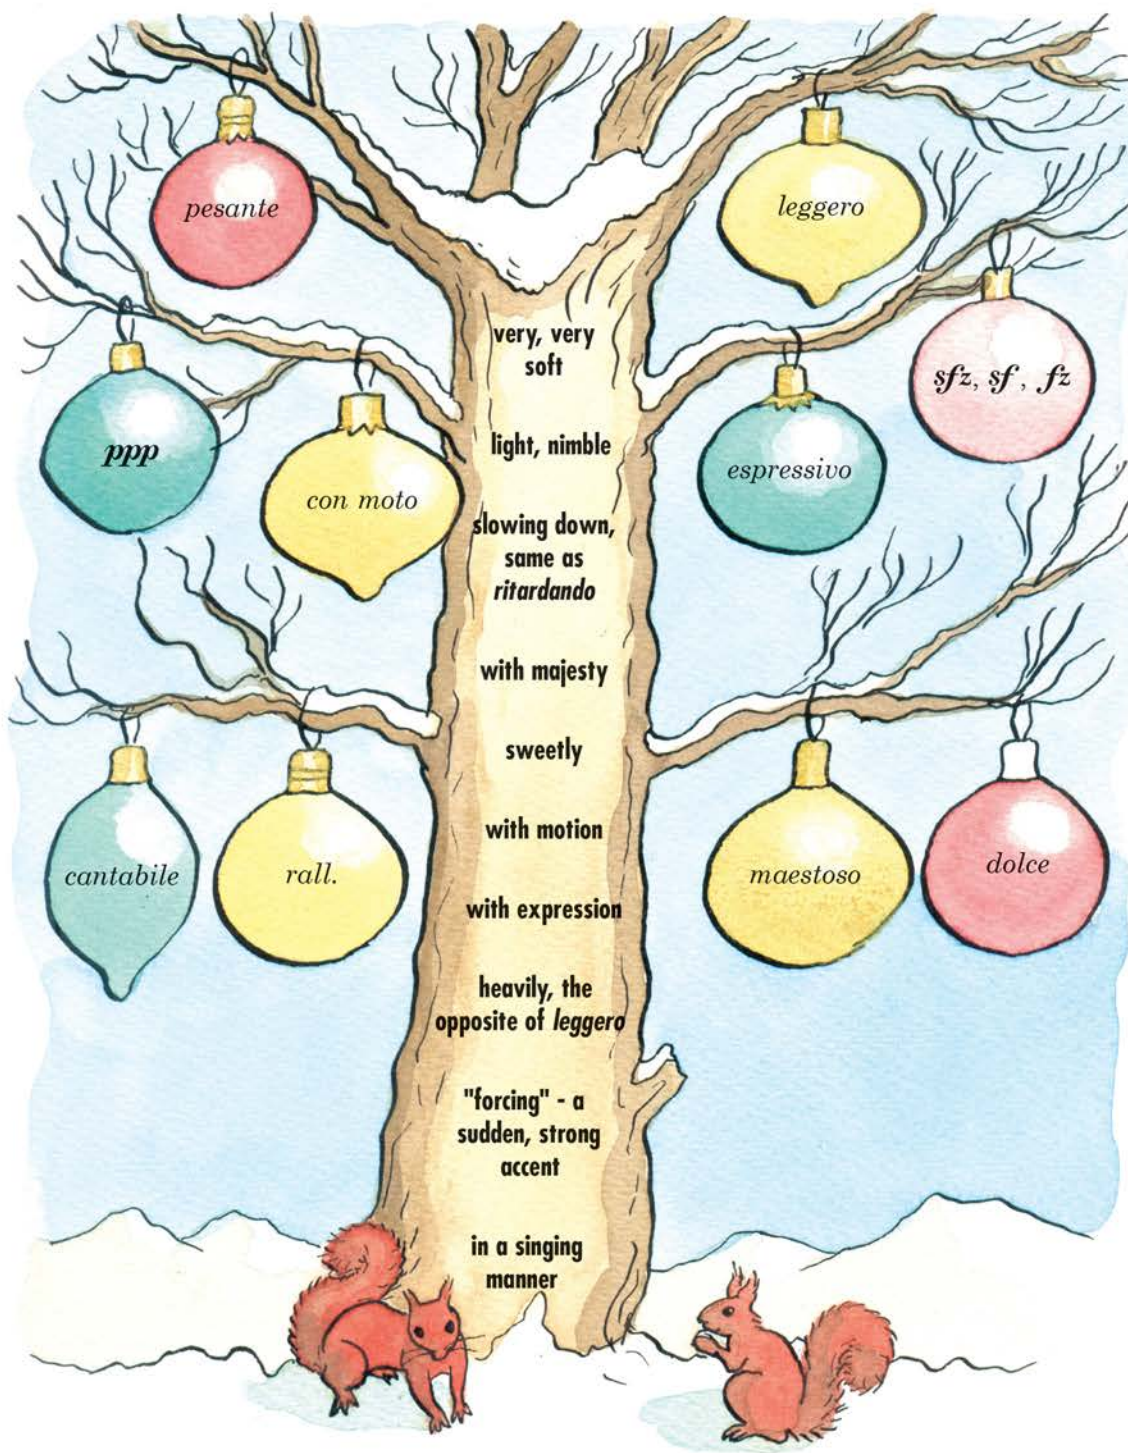 pesante
leggero
ppp
con moto
espressivo
sfz, sf, fz
cantabile
rall.
maestoso
dolce
very, very
soft
light, nimble
slowing down,
same as
ritardando
with majesty
sweetly
with motion
with expression
heavily, the
opposite of leggero
"forcing" - a
sudden, strong
accent
in a singing
manner